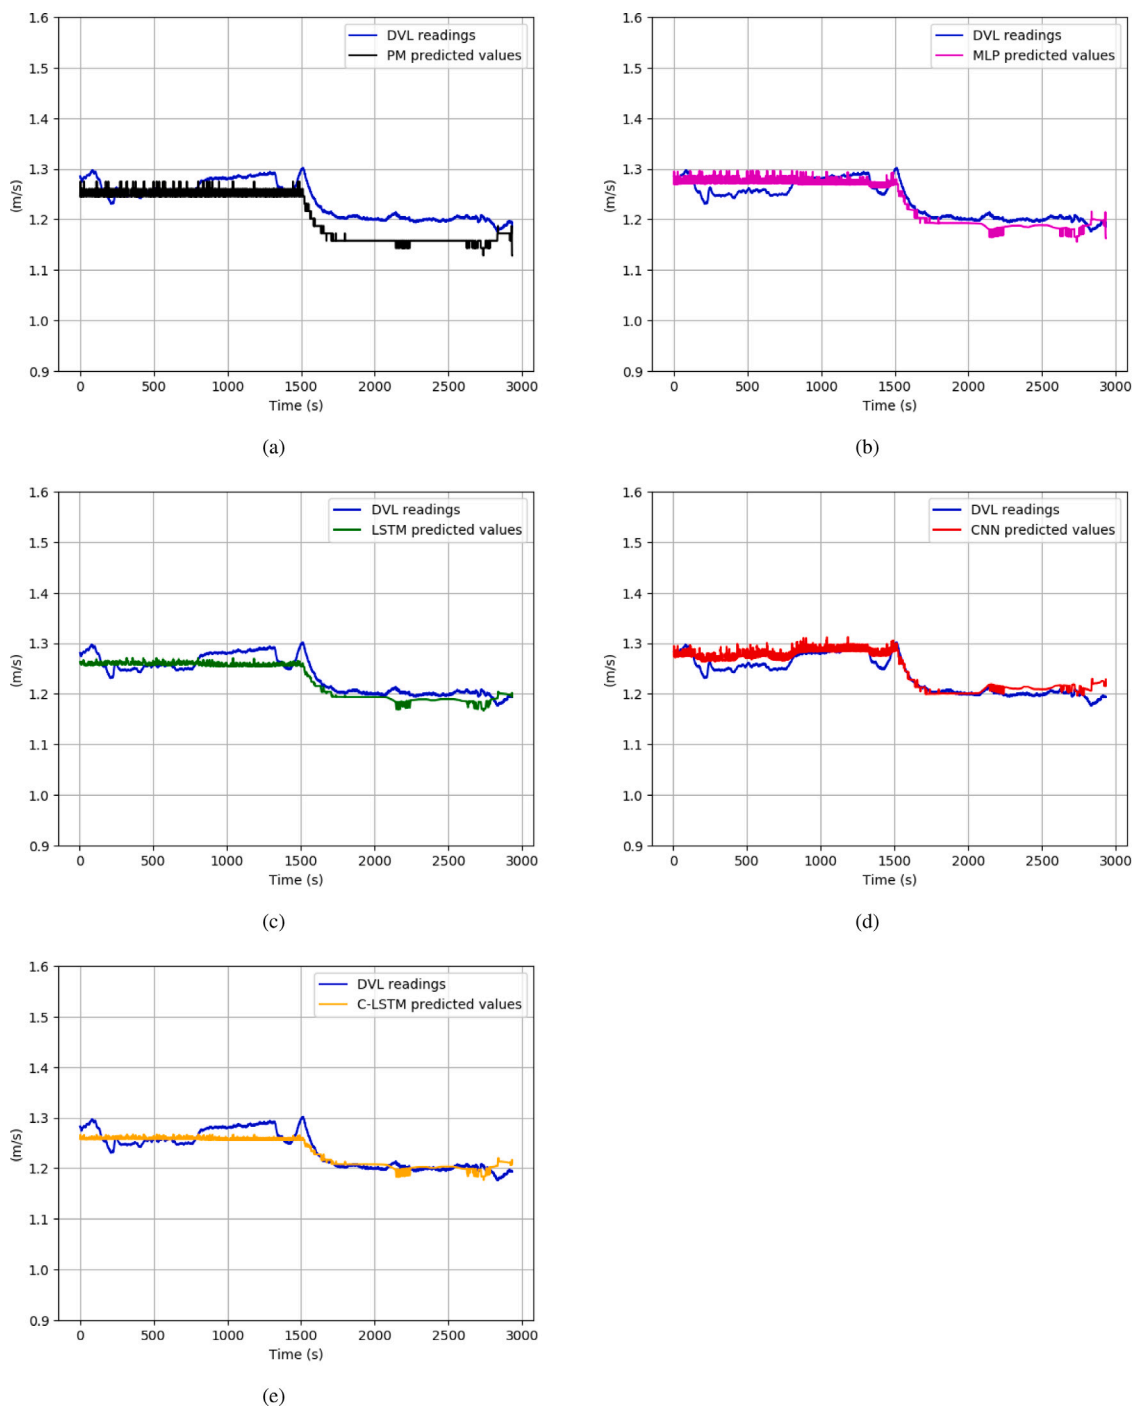 1.6
1.5
1.4
1.3
1.2
1.1
1.0
0.9
(m/s)
DVL readings
PM predicted values
0 500 1000 1500 2000 2500 3000
Time (s)
(a)
1.6
1.5
1.4
1.3
1.2
1.1
1.0
0.9
(m/s)
DVL readings
MLP predicted values
0 500 1000 1500 2000 2500 3000
Time (s)
(b)
1.6
1.5
1.4
1.3
1.2
1.1
1.0
0.9
(m/s)
DVL readings
LSTM predicted values
0 500 1000 1500 2000 2500 3000
Time (s)
(c)
1.6
1.5
1.4
1.3
1.2
1.1
1.0
0.9
(m/s)
DVL readings
CNN predicted values
0 500 1000 1500 2000 2500 3000
Time (s)
(d)
1.6
1.5
1.4
1.3
1.2
1.1
1.0
0.9
(m/s)
DVL readings
C-LSTM predicted values
0 500 1000 1500 2000 2500 3000
Time (s)
(e)